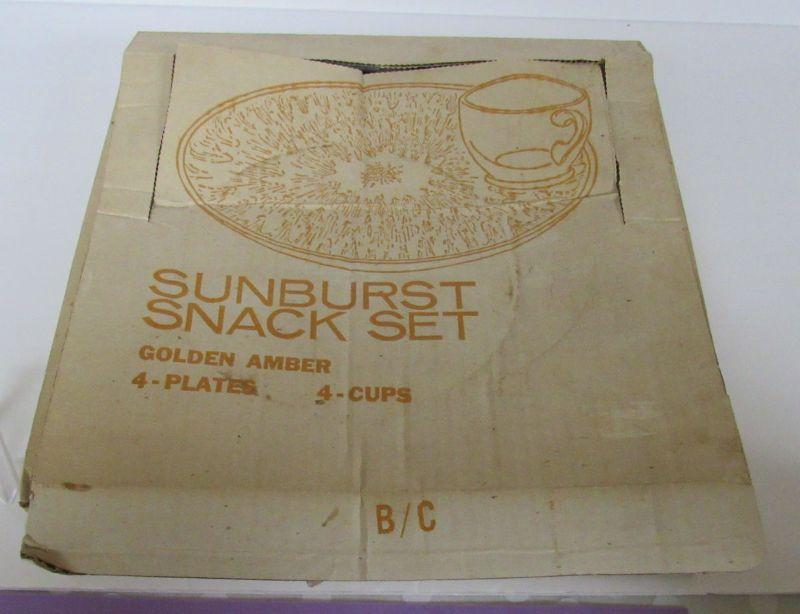 SUNBURST
SNACK SET
GOLDEN AMBER
4-PLATES 4-CUPS
B/C